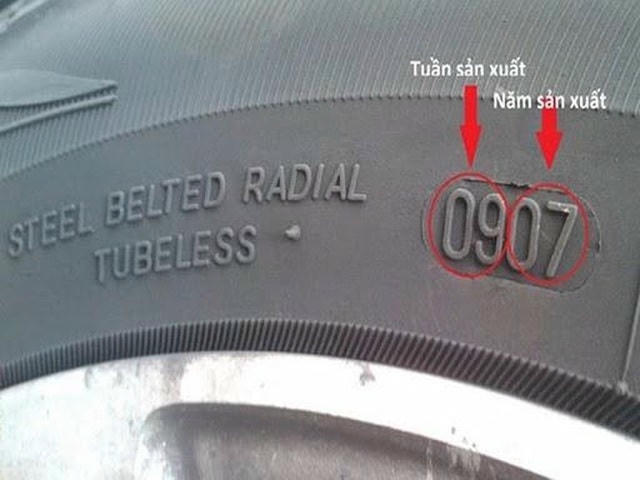 Tuần sản xuất
Năm sản xuất
STEEL BELTED RADIAL
TUBELESS
0907